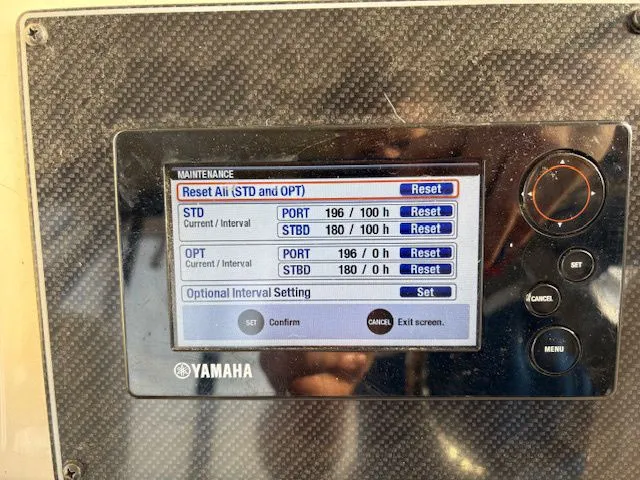 MAINTENANCE
Reset All (STD and OPT) Reset
STD PORT 196 / 100 h Reset
Current / Interval STBD 180 / 100 h Reset
OPT PORT 196 / 0 h Reset
Current / Interval STBD 180 / 0 h Reset
Optional Interval Setting Set
SET Confirm CANCEL Exit screen.
YAMAHA
SET
CANCEL
MENU